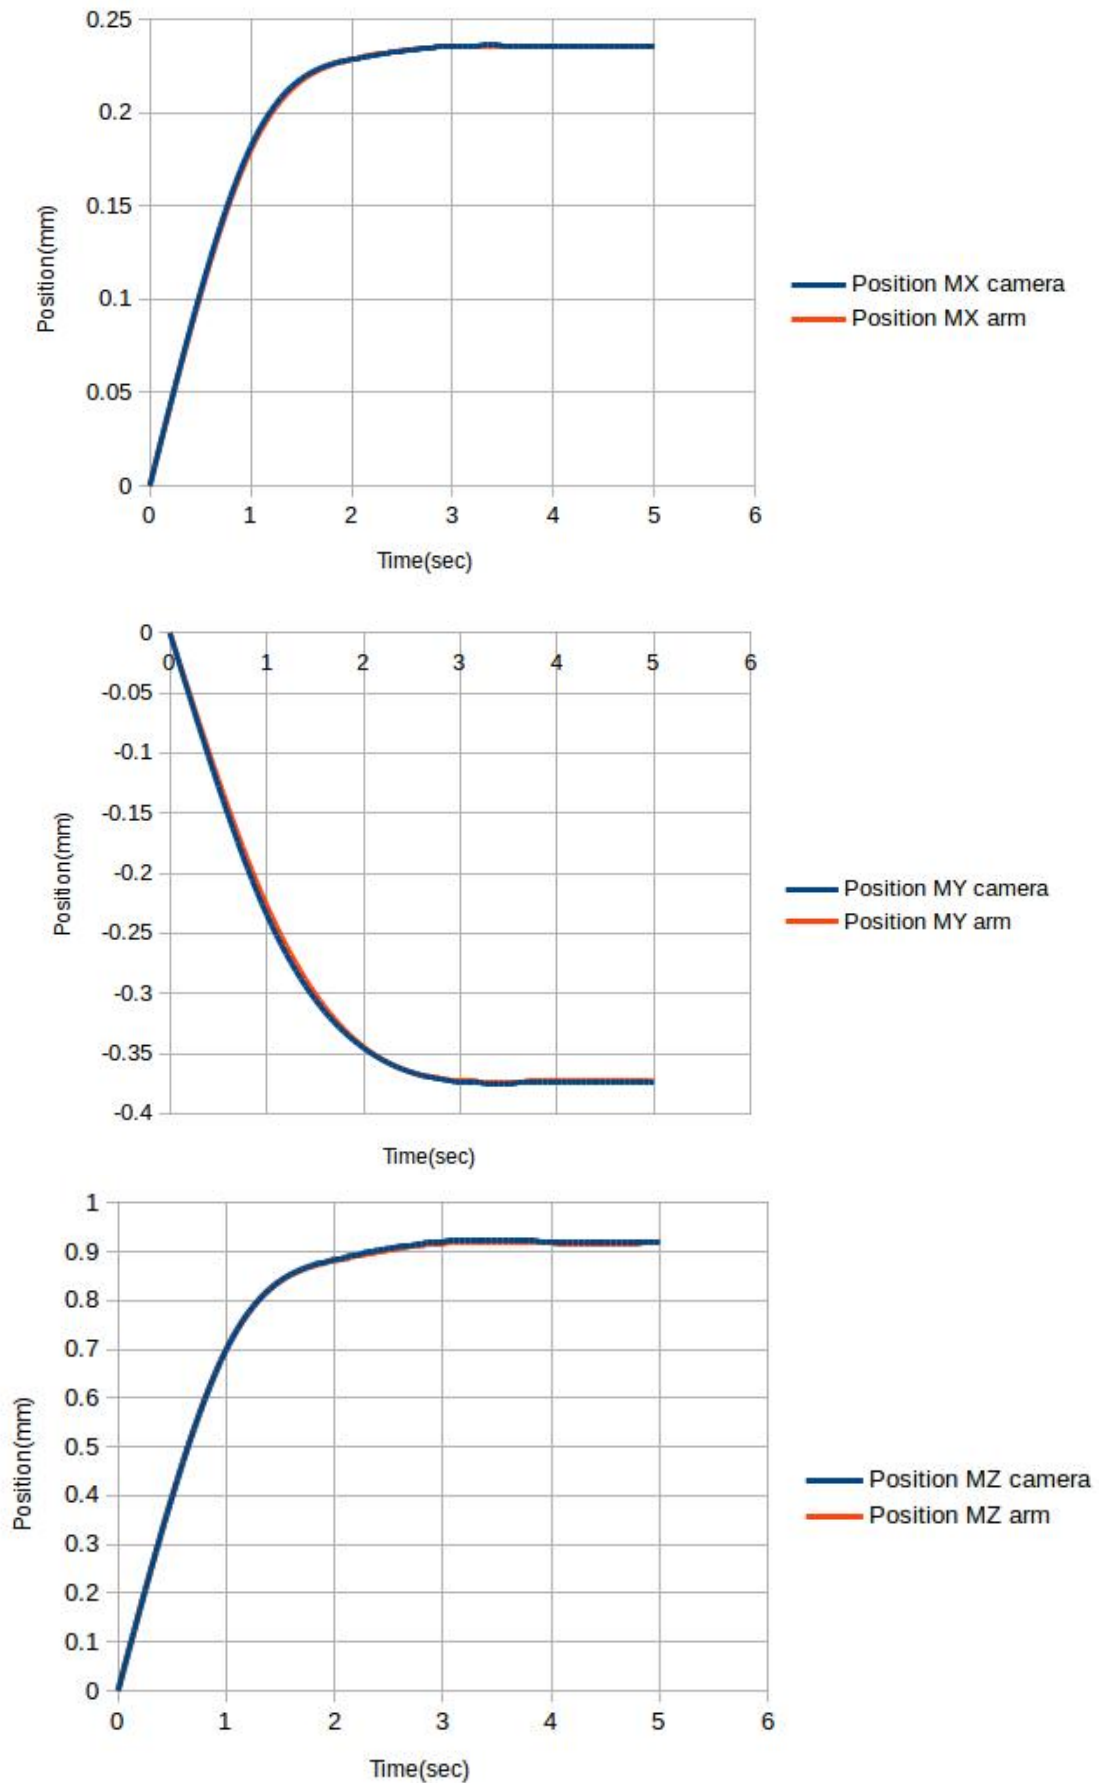 0.25
0.2
0.15
0.1
0.05
0
0 1 2 3 4 5 6
Position(mm)
Time(sec)
Position MX camera
Position MX arm
0
0 1 2 3 4 5 6
-0.05
-0.1
-0.15
-0.2
-0.25
-0.3
-0.35
-0.4
Position(mm)
Time(sec)
Position MY camera
Position MY arm
1
0.9
0.8
0.7
0.6
0.5
0.4
0.3
0.2
0.1
0
0 1 2 3 4 5 6
Position(mm)
Time(sec)
Position MZ camera
Position MZ arm